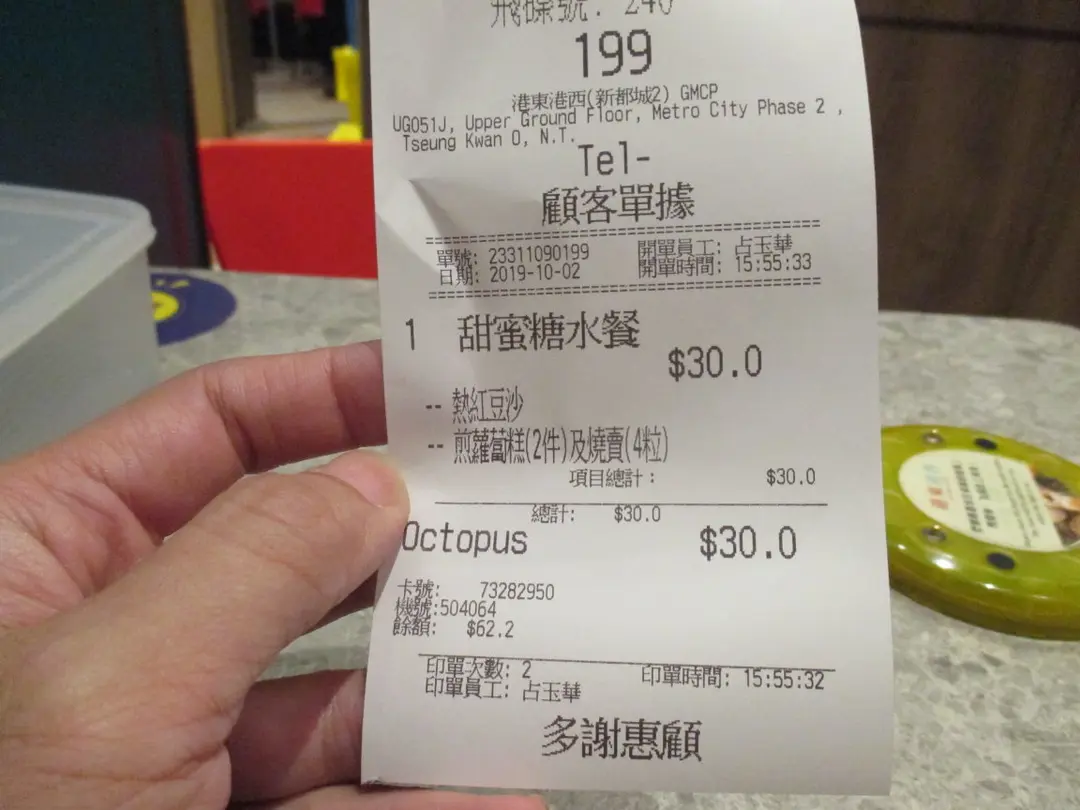 飛碟號: 240
199
港東港西(新都城2) GMCP
UG051J, Upper Ground Floor, Metro City Phase 2 ,
Tseung Kwan O, N.T.
Tel-
顧客單據
單號: 23311090199 開單員工: 占玉華
日期: 2019-10-02 開單時間: 15:55:33
1 甜蜜糖水餐
$30.0
-- 熱紅豆沙
-- 煎蘿蔔糕(2件)及燒賣(4粒)
項目總計： $30.0
總計: $30.0
Octopus $30.0
卡號: 73282950
機號:504064
餘額: $62.2
印單次數: 2 印單時間: 15:55:32
印單員工: 占玉華
多謝惠顧